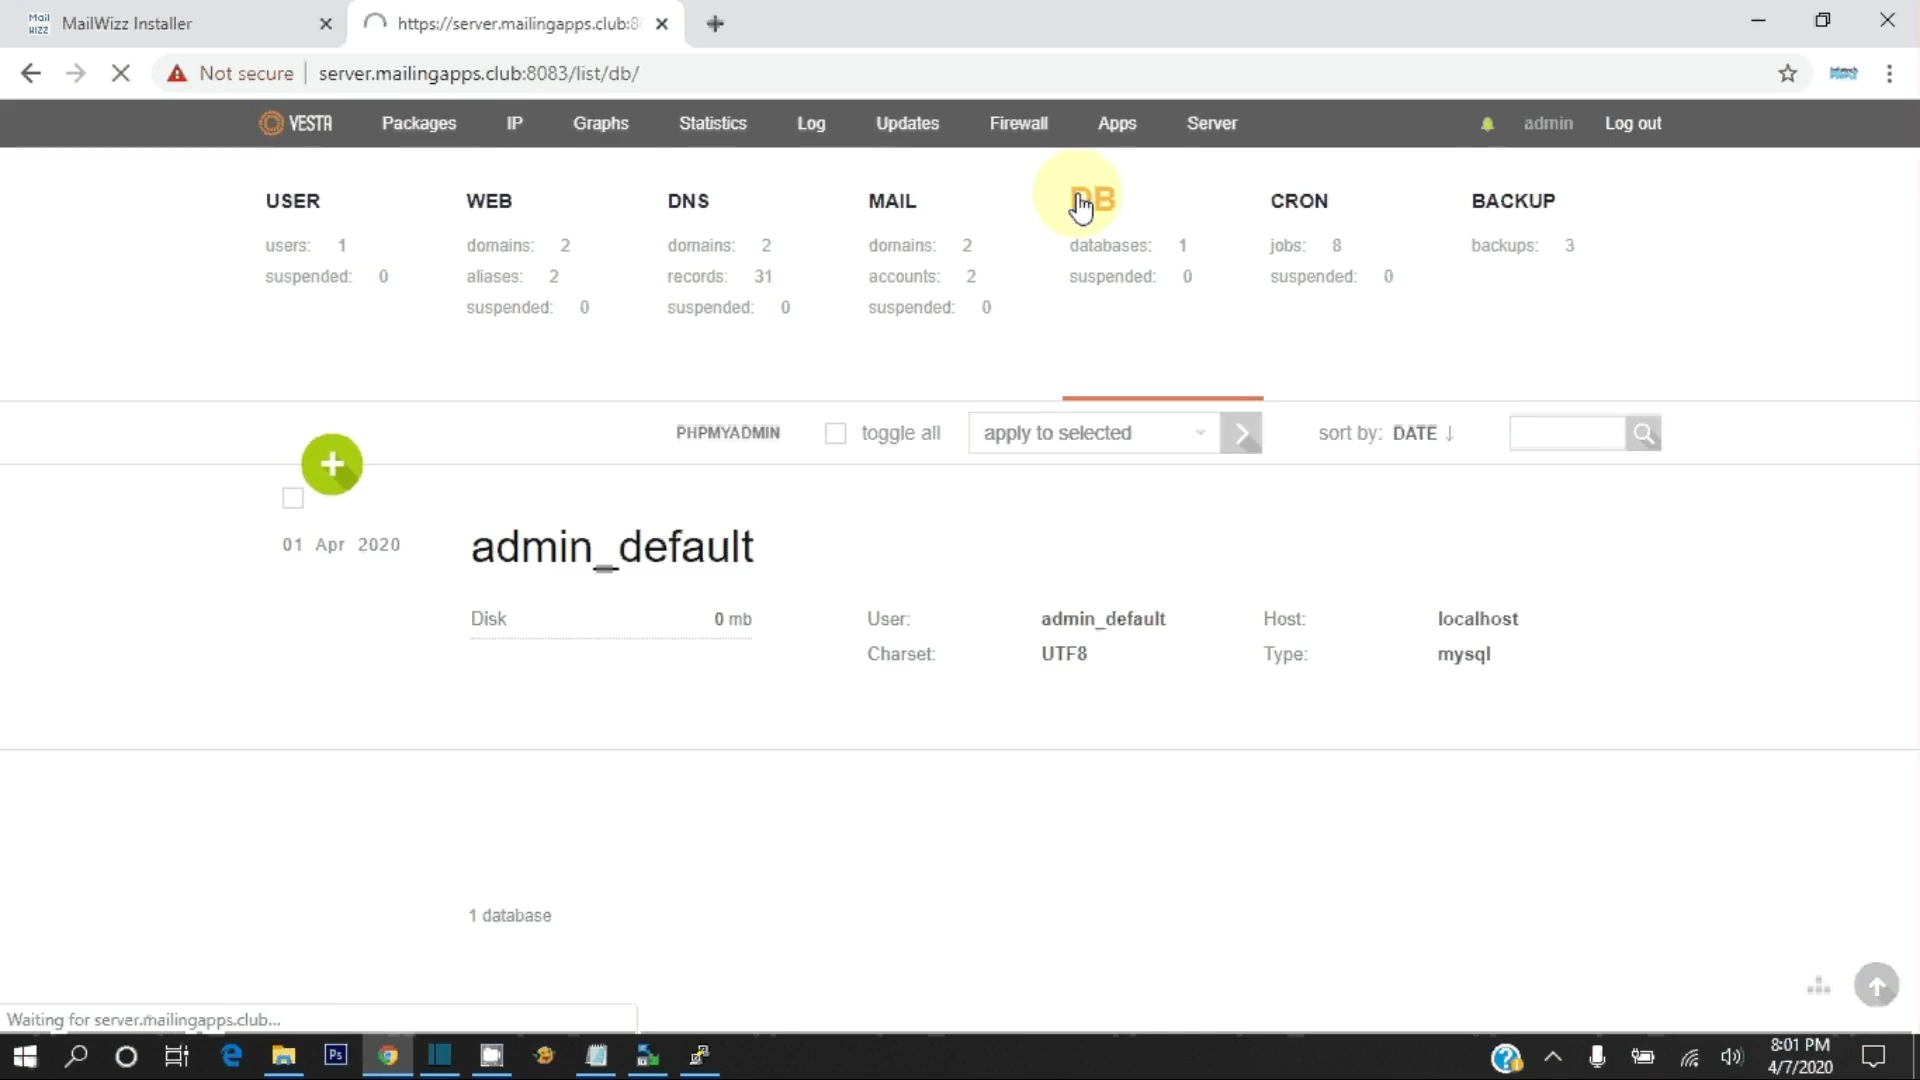 Mail
Wizz
MailWizz Installer
https://server.mailingapps.club:8
Not secure
server.mailingapps.club:8083/list/db/
VESTA
Packages
IP
Graphs
Statistics
Log
Updates
Firewall
Apps
Server
admin
Log out
USER
users: 1
suspended: 0
WEB
domains: 2
aliases: 2
suspended: 0
DNS
domains: 2
records: 31
suspended: 0
MAIL
domains: 2
accounts: 2
suspended: 0
DB
databases: 1
suspended: 0
CRON
jobs: 8
suspended: 0
BACKUP
backups: 3
PHPMYADMIN
toggle all
apply to selected
sort by: DATE ↓
01 Apr 2020
admin_default
Disk 0 mb
User: admin_default
Charset: UTF8
Host: localhost
Type: mysql
1 database
Waiting for server.mailingapps.club...
Ps
8:01 PM
4/7/2020